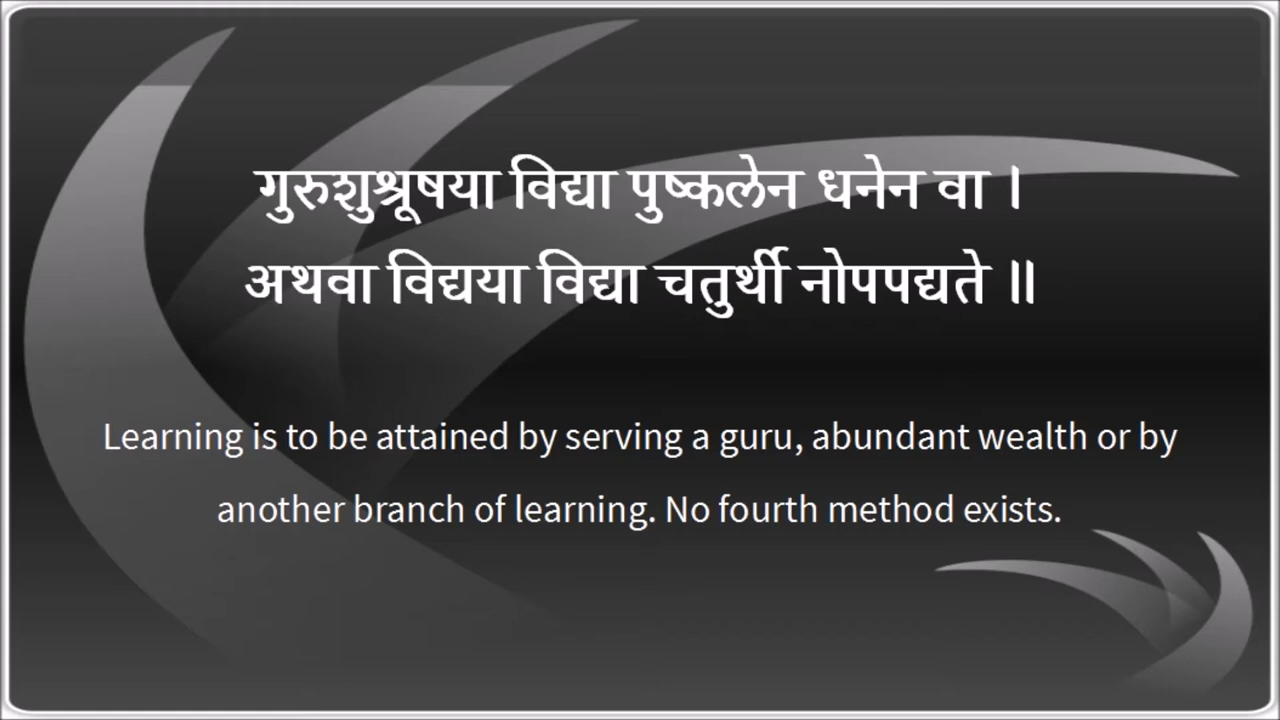 गुरुशुश्रूषया विद्या पुष्कलेन धनेन वा ।
अथवा विद्यया विद्या चतुर्थी नोपपद्यते ॥
Learning is to be attained by serving a guru, abundant wealth or by
another branch of learning. No fourth method exists.